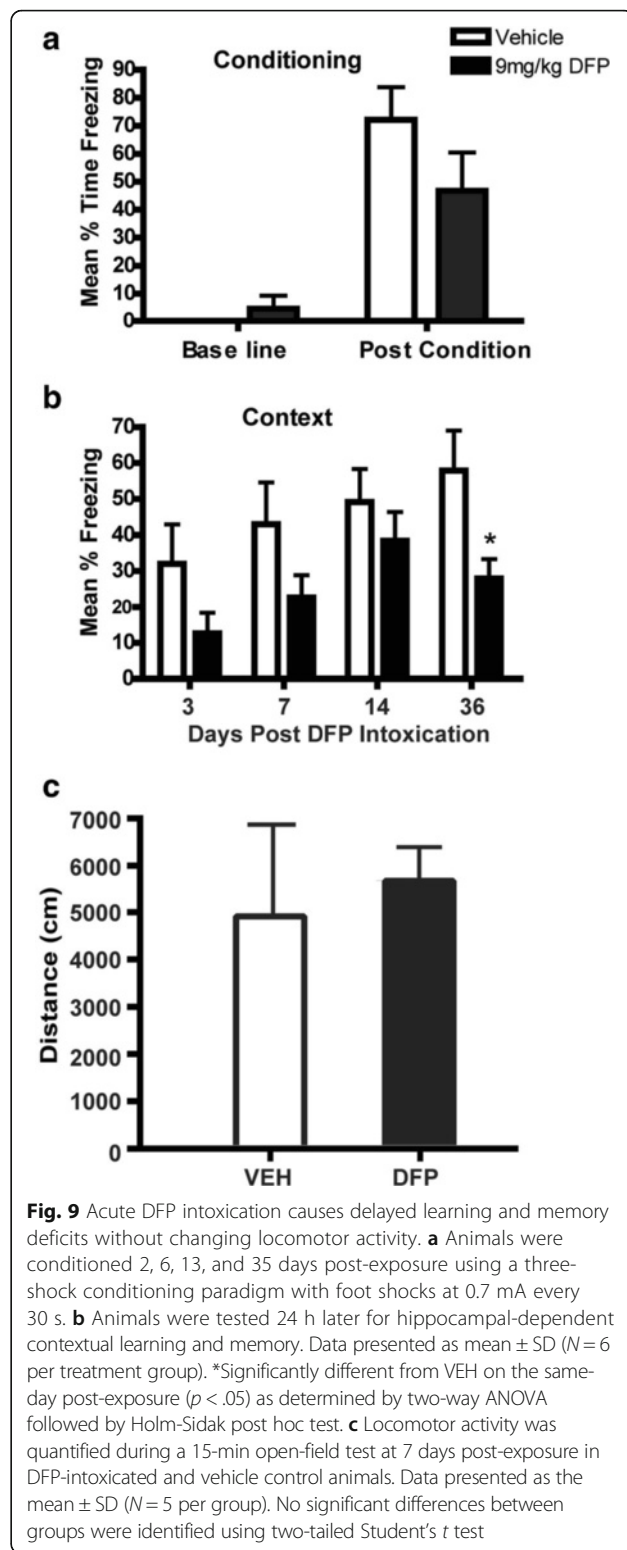 a
Conditioning
Vehicle
9mg/kg DFP
Mean % Time Freezing
90
80
70
60
50
40
30
20
10
0
Base line
Post Condition
b
Context
Mean % Freezing
70
60
50
40
30
20
10
0
*
3
7
14
36
Days Post DFP Intoxication
c
Distance (cm)
7000
6000
5000
4000
3000
2000
1000
0
VEH
DFP
Fig. 9 Acute DFP intoxication causes delayed learning and memory
deficits without changing locomotor activity. a Animals were
conditioned 2, 6, 13, and 35 days post-exposure using a three-
shock conditioning paradigm with foot shocks at 0.7 mA every
30 s. b Animals were tested 24 h later for hippocampal-dependent
contextual learning and memory. Data presented as mean ± SD (N = 6
per treatment group). *Significantly different from VEH on the same-
day post-exposure (p < .05) as determined by two-way ANOVA
followed by Holm-Sidak post hoc test. c Locomotor activity was
quantified during a 15-min open-field test at 7 days post-exposure in
DFP-intoxicated and vehicle control animals. Data presented as the
mean ± SD (N = 5 per group). No significant differences between
groups were identified using two-tailed Student's t test